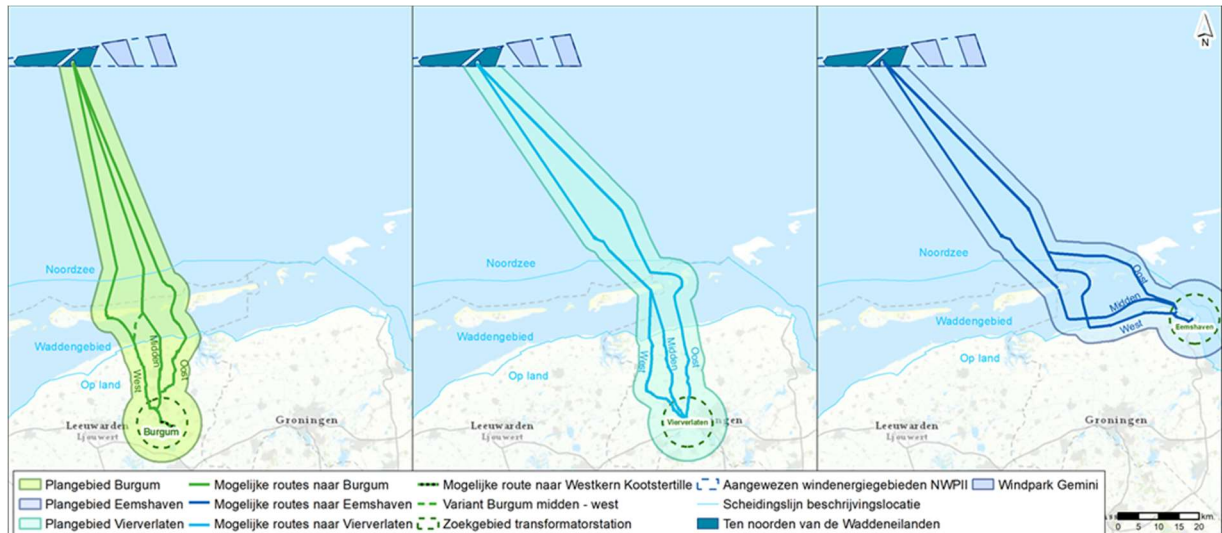 N
Noordzee
Waddengebied
Op land
West
Midden
Oost
Leeuwarden
Ljouwert
Groningen
Burgum
Noordzee
Waddengebied
Op land
West
Midden
Oost
Leeuwarden
Ljouwert
Vierverlaten
Noordzee
Waddengebied
Op land
Oost
Midden
West
Eemshaven
Leeuwarden
Ljouwert
Groningen
Plangebied Burgum
Mogelijke routes naar Burgum
Mogelijke route naar Westkern Kootstertille
Aangewezen windenergiegebieden NWPII
Windpark Gemini
Plangebied Eemshaven
Mogelijke routes naar Eemshaven
Variant Burgum midden - west
Scheidingslijn beschrijvingslocatie
Plangebied Vierverlaten
Mogelijke routes naar Vierverlaten
Zoekgebied transformatorstation
Ten noorden van de Waddeneilanden
0 5 10 15 20
km